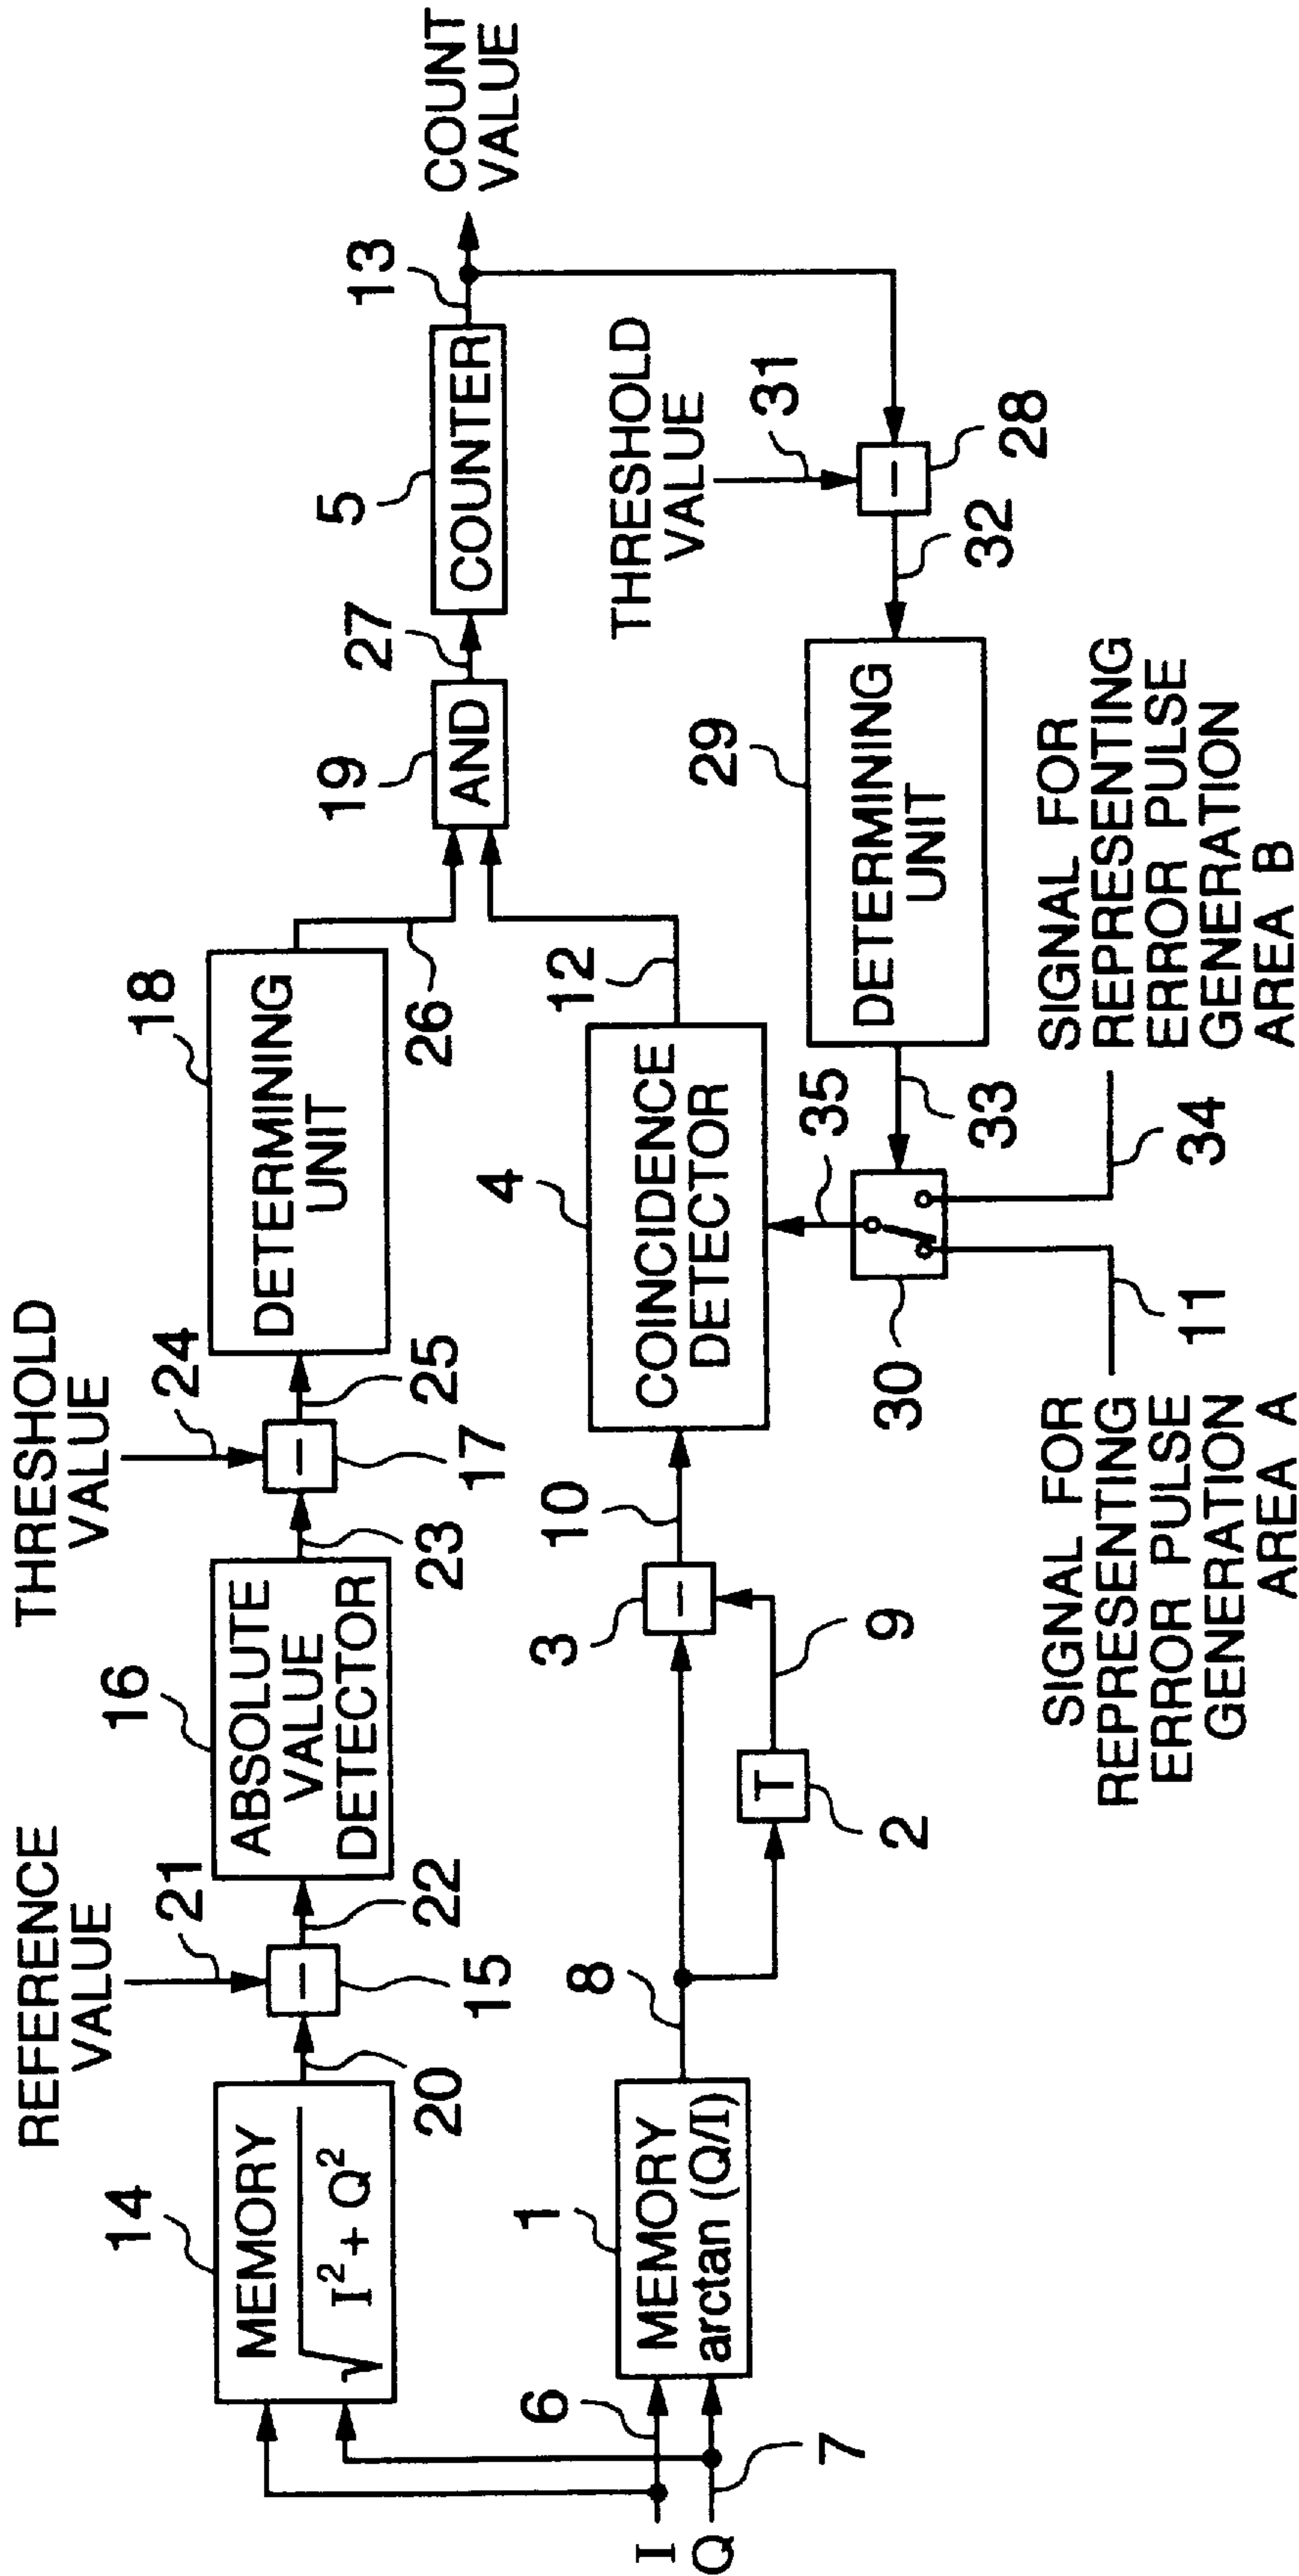 REFERENCE
VALUE
21
THRESHOLD
VALUE
24
14
MEMORY
√ I² + Q²
20
15
22
16
ABSOLUTE
VALUE
DETECTOR
23
17
25
18
DETERMINING
UNIT
26
19
AND
27
5
COUNTER
13
COUNT
VALUE
I
Q
6
7
1
MEMORY
arctan (Q/I)
8
2
T
9
3
10
4
COINCIDENCE
DETECTOR
12
THRESHOLD
VALUE
31
28
32
29
DETERMINING
UNIT
33
35
30
11
34
SIGNAL FOR
REPRESENTING
ERROR PULSE
GENERATION
AREA A
SIGNAL FOR
REPRESENTING
ERROR PULSE
GENERATION
AREA B